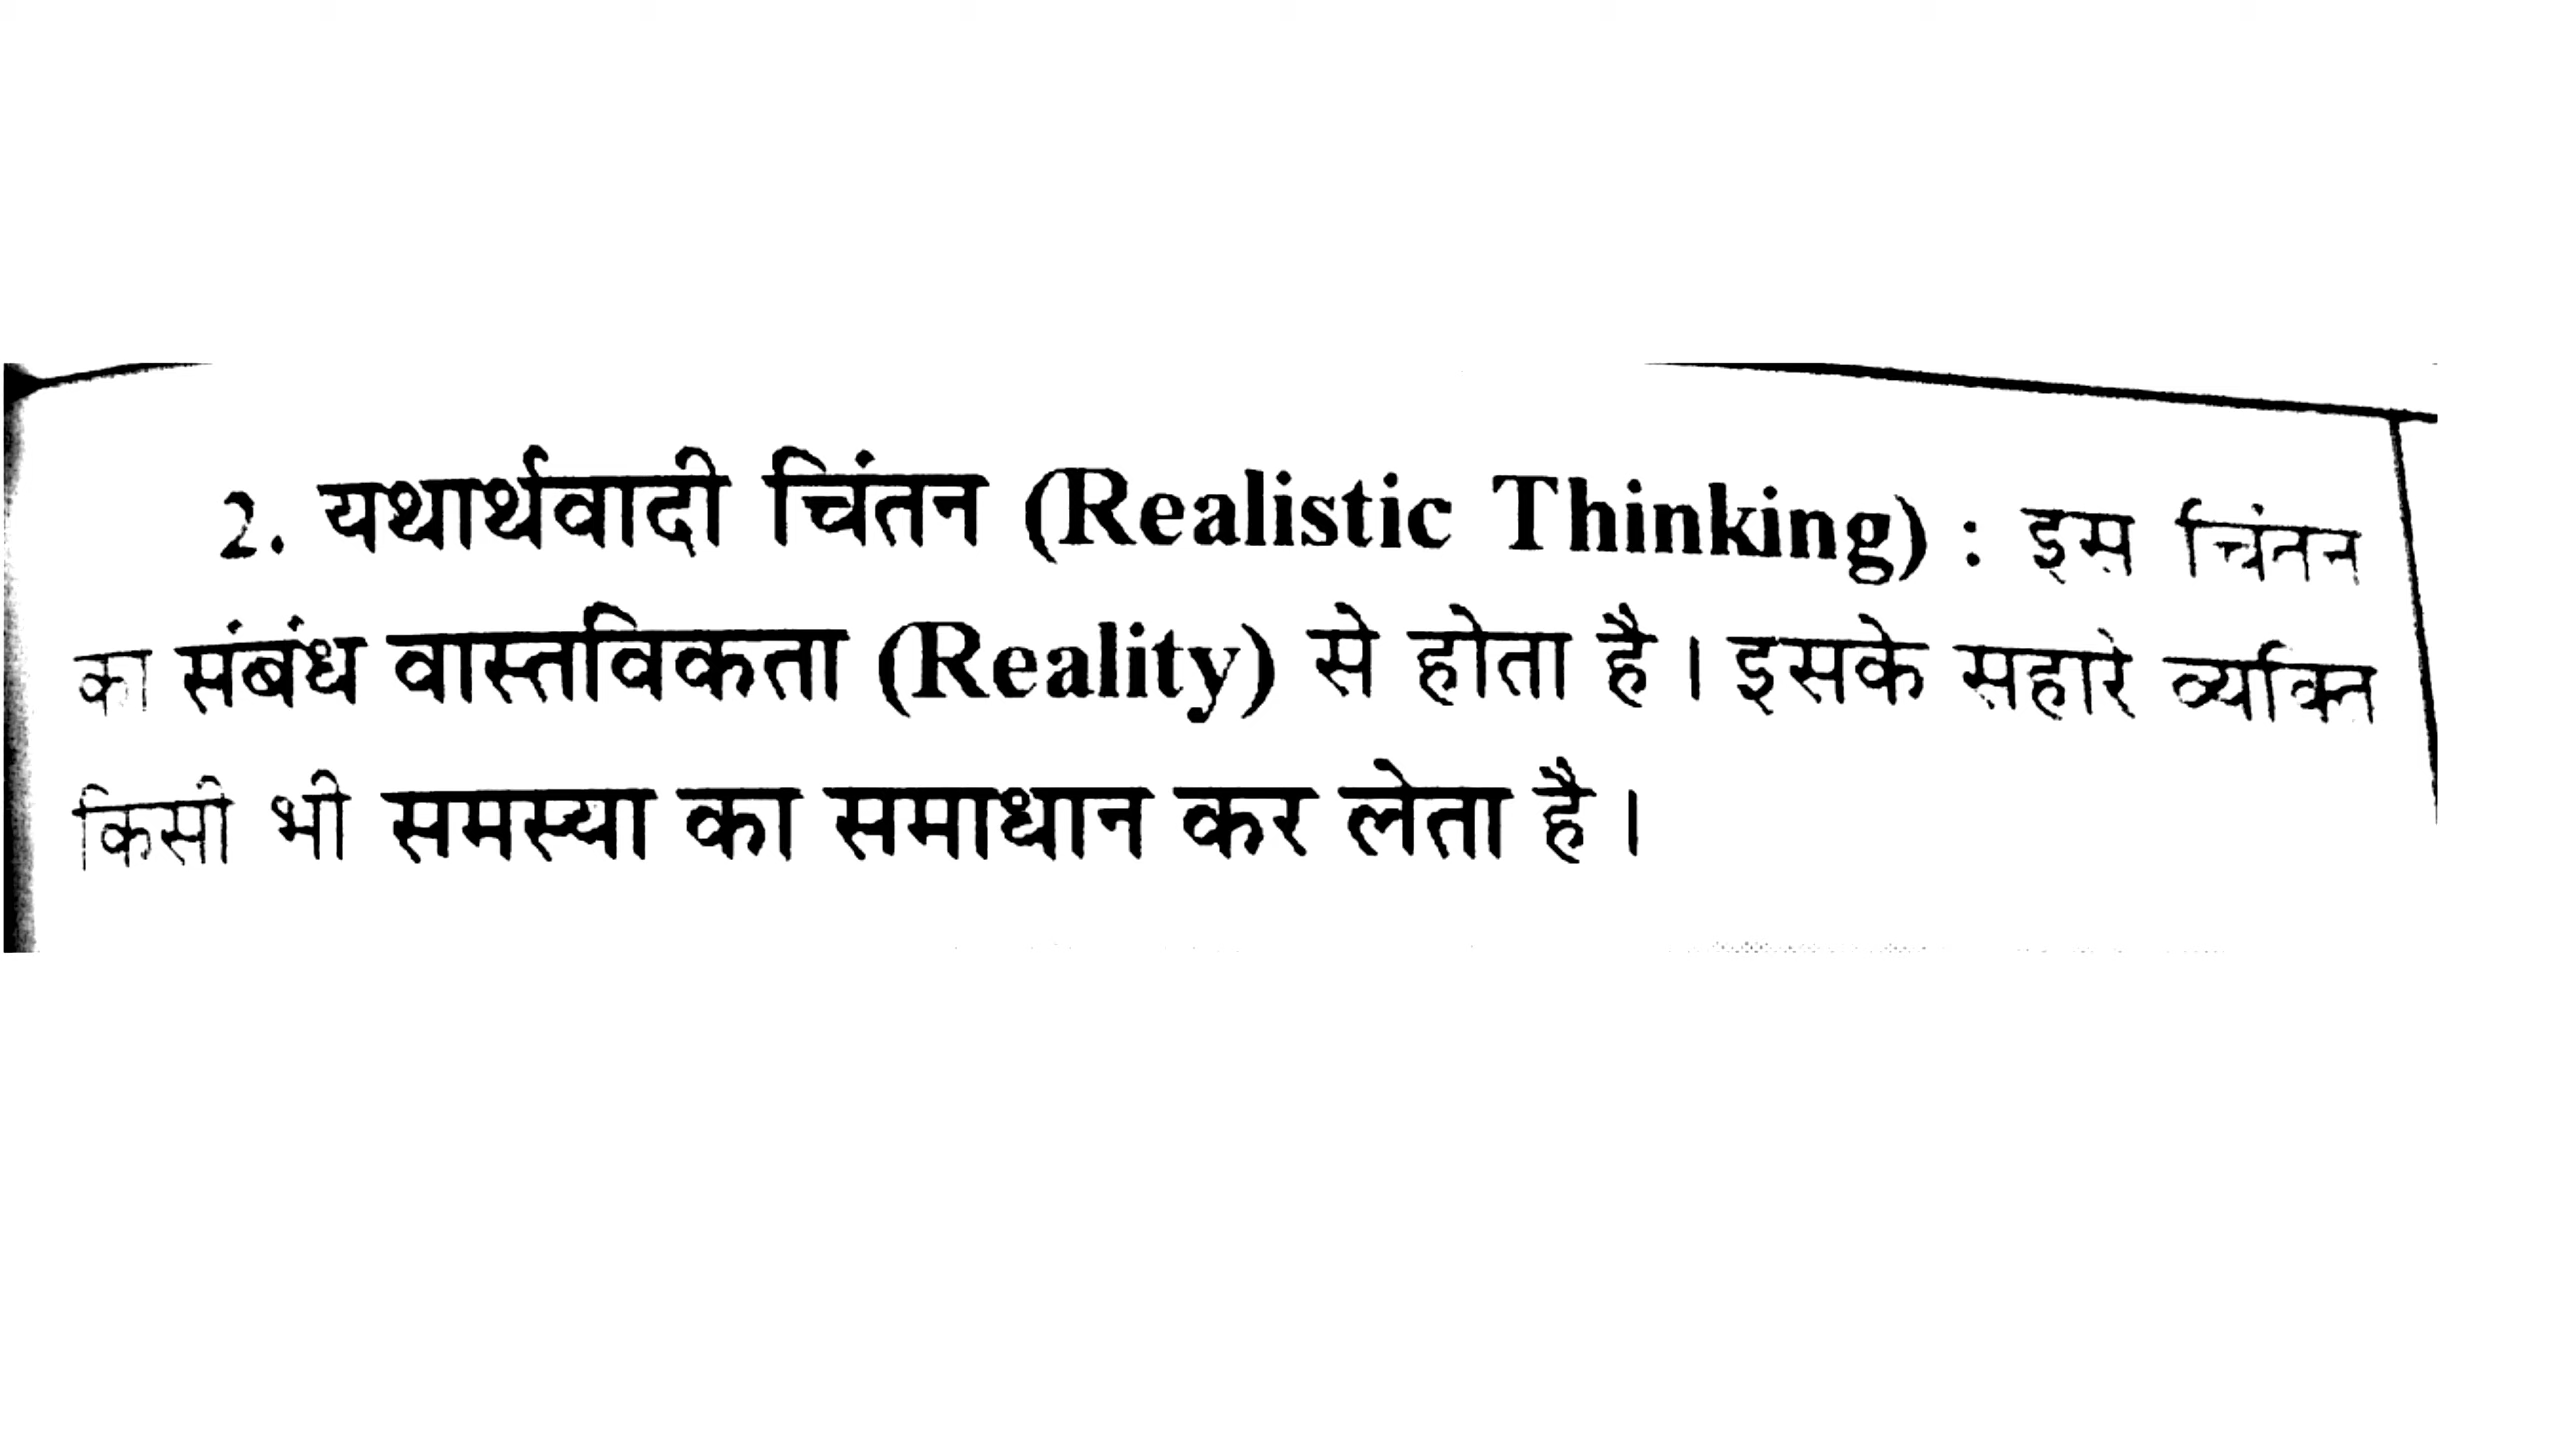 2. यथार्थवादी चिंतन (Realistic Thinking) : इस चिंतन
का संबंध वास्तविकता (Reality) से होता है। इसके सहारे व्यक्ति
किसी भी समस्या का समाधान कर लेता है।